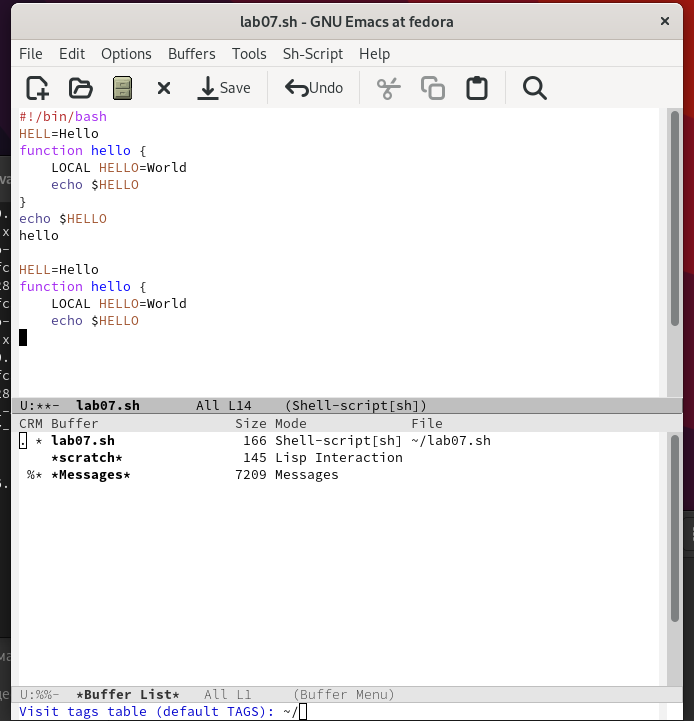 lab07.sh - GNU Emacs at fedora
File Edit Options Buffers Tools Sh-Script Help
Save Undo
#!/bin/bash
HELL=Hello
function hello {
    LOCAL HELLO=World
    echo $HELLO
}
echo $HELLO
hello
HELL=Hello
function hello {
    LOCAL HELLO=World
    echo $HELLO
U:**-  lab07.sh       All L14    (Shell-script[sh])
CRM Buffer                 Size Mode             File
. * lab07.sh                166 Shell-script[sh] ~/lab07.sh
    *scratch*               145 Lisp Interaction
 %* *Messages*             7209 Messages
U:%%-  *Buffer List*   All L1     (Buffer Menu)
Visit tags table (default TAGS): ~/